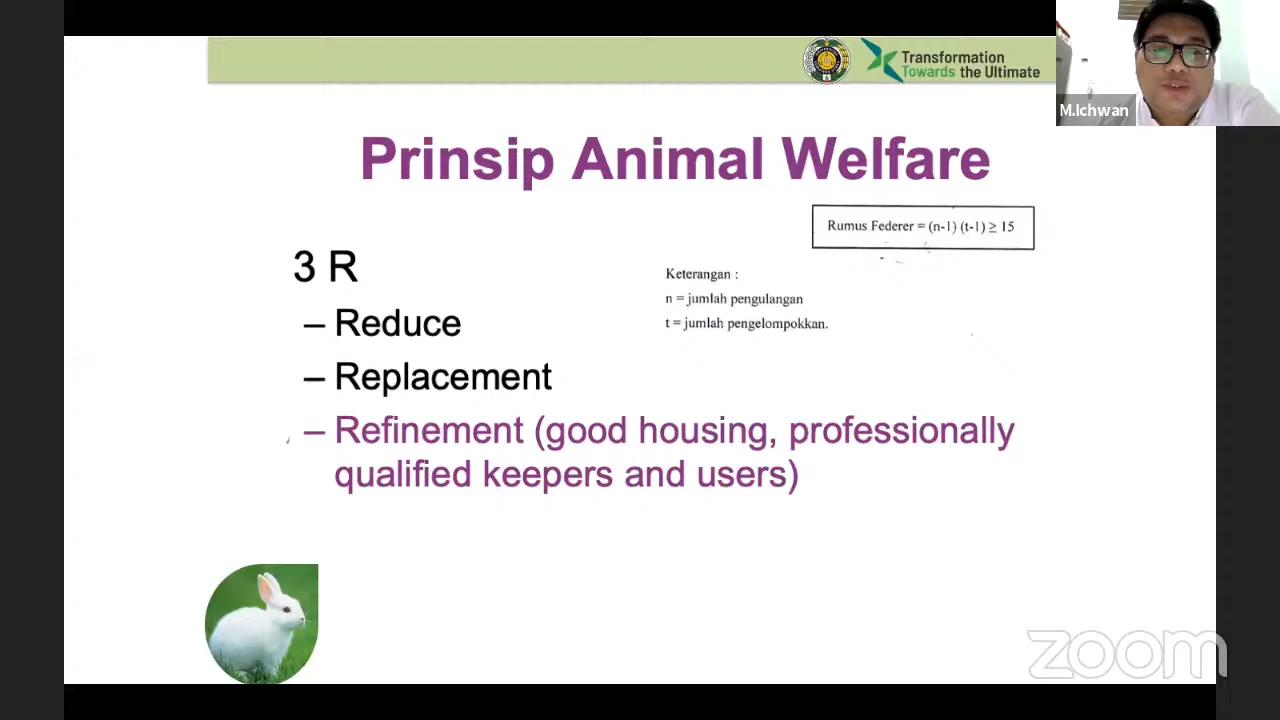 Transformation
Towards the Ultimate
M.Ichwan
Prinsip Animal Welfare
Rumus Federer = (n-1) (t-1) ≥ 15
3 R
Keterangan :
n = jumlah pengulangan
t = jumlah pengelompokkan.
– Reduce
– Replacement
– Refinement (good housing, professionally
qualified keepers and users)
zoom